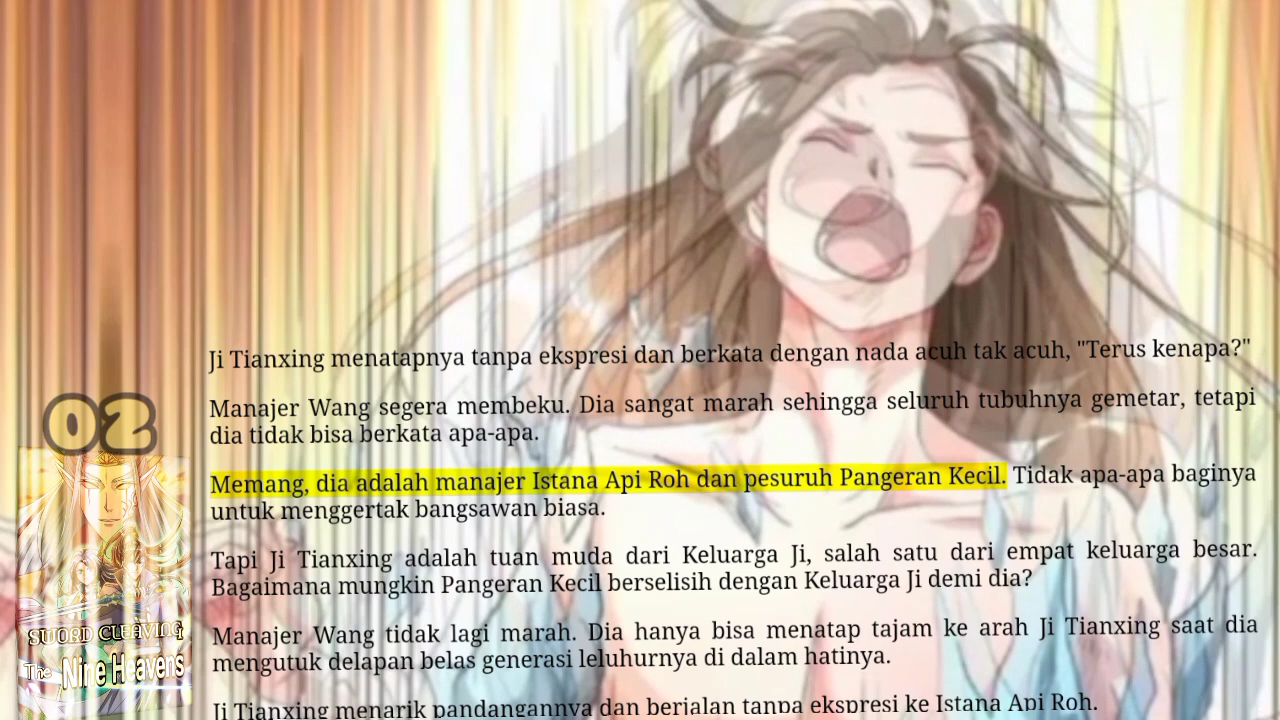 Ji Tianxing menatapnya tanpa ekspresi dan berkata dengan nada acuh tak acuh, "Terus kenapa?"
Manajer Wang segera membeku. Dia sangat marah sehingga seluruh tubuhnya gemetar, tetapi
dia tidak bisa berkata apa-apa.
Memang, dia adalah manajer Istana Api Roh dan pesuruh Pangeran Kecil. Tidak apa-apa baginya
untuk menggertak bangsawan biasa.
Tapi Ji Tianxing adalah tuan muda dari Keluarga Ji, salah satu dari empat keluarga besar.
Bagaimana mungkin Pangeran Kecil berselisih dengan Keluarga Ji demi dia?
Manajer Wang tidak lagi marah. Dia hanya bisa menatap tajam ke arah Ji Tianxing saat dia
mengutuk delapan belas generasi leluhurnya di dalam hatinya.
Ji Tianxing menarik pandangannya dan berjalan tanpa ekspresi ke Istana Api Roh.
02
SWORD CLEAVING
The Nine Heavens